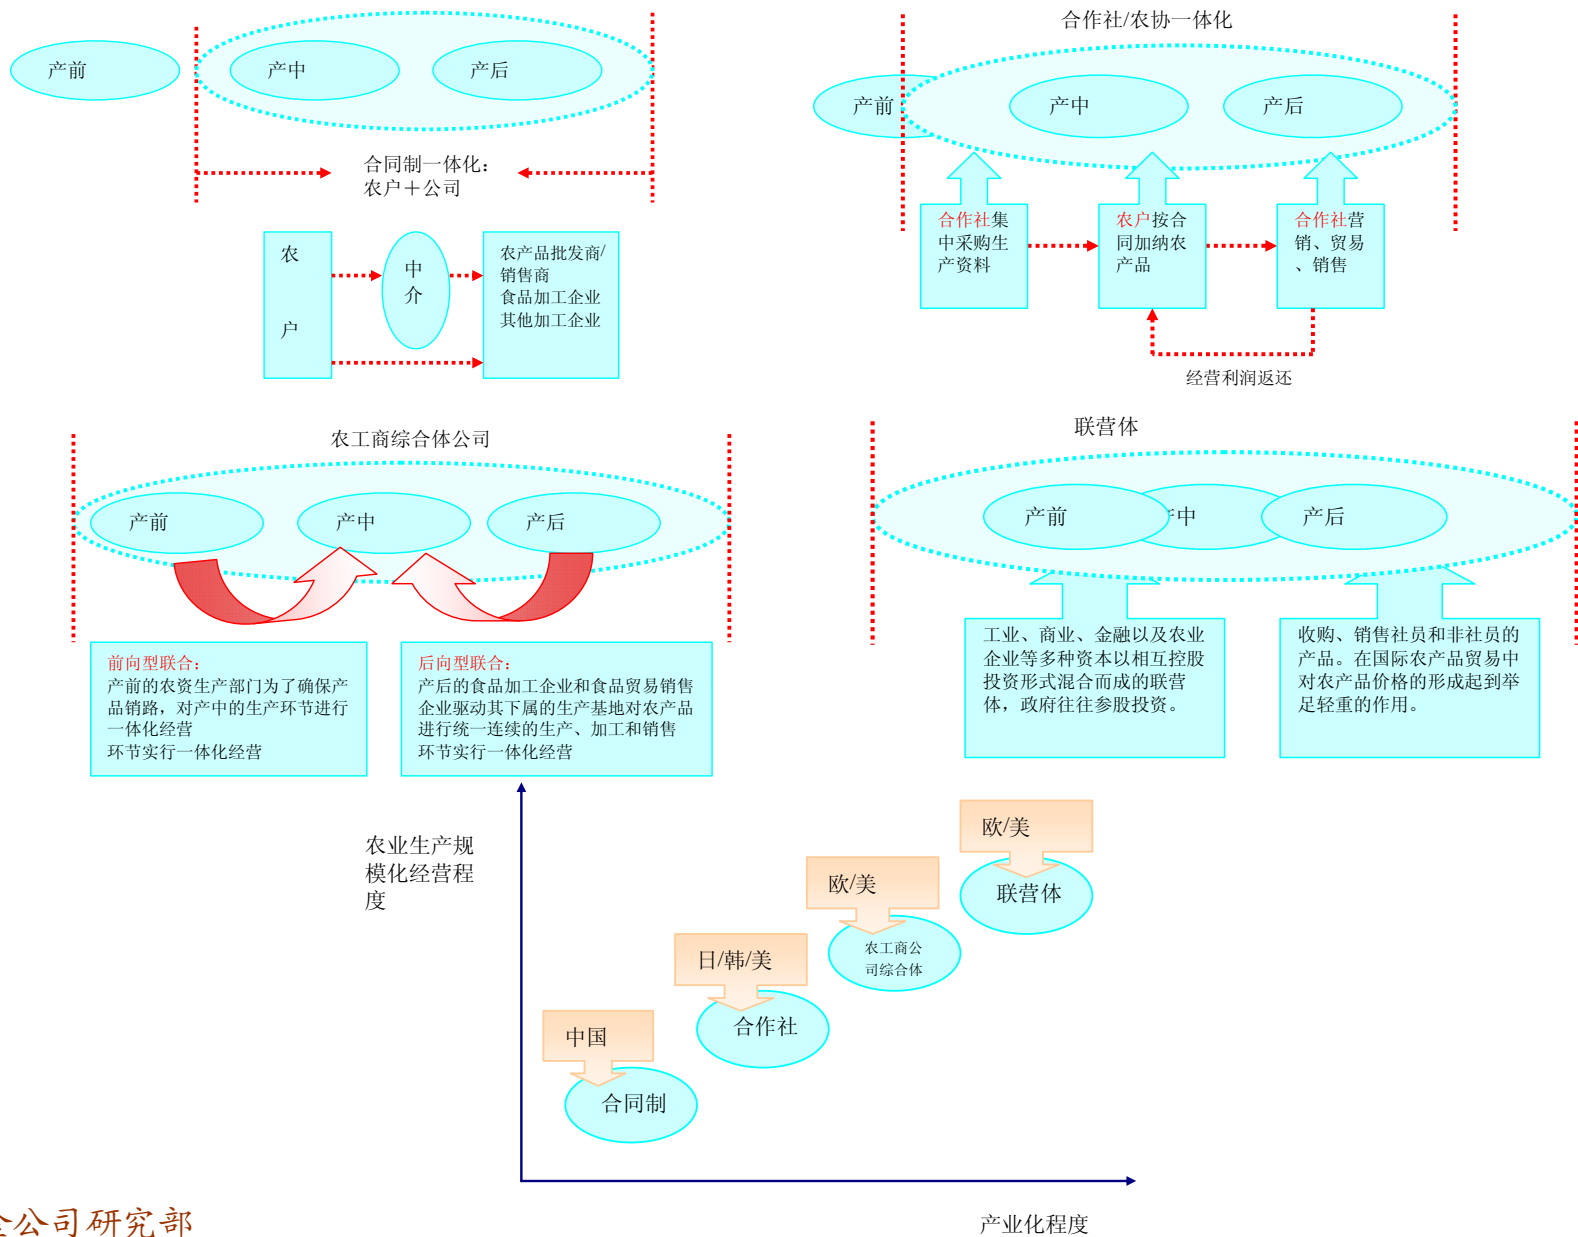 产前
产中
产后
合同制一体化：
农户＋公司
农
户
中
介
农产品批发商/
销售商
食品加工企业
其他加工企业
合作社/农协一体化
产前
产中
产后
合作社集
中采购生
产资料
农户按合
同加纳农
产品
合作社营
销、贸易
、销售
经营利润返还
农工商综合体公司
产前
产中
产后
前向型联合：
产前的农资生产部门为了确保产
品销路，对产中的生产环节进行
一体化经营
环节实行一体化经营
后向型联合：
产后的食品加工企业和食品贸易销售
企业驱动其下属的生产基地对农产品
进行统一连续的生产、加工和销售
环节实行一体化经营
联营体
产前
产中
产后
工业、商业、金融以及农业
企业等多种资本以相互控股
投资形式混合而成的联营
体，政府往往参股投资。
收购、销售社员和非社员的
产品。在国际农产品贸易中
对农产品价格的形成起到举
足轻重的作用。
农业生产规
模化经营程
度
欧/美
联营体
欧/美
农工商公
司综合体
日/韩/美
合作社
中国
合同制
产业化程度
金公司研究部